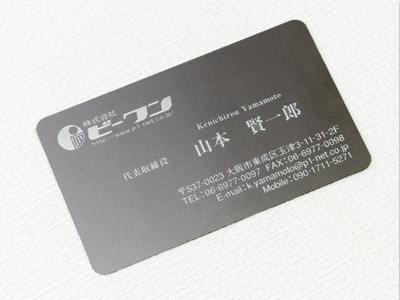 株式会社
ピーワン
http://www.p1-net.co.jp/
Kenichirou Yamamoto
代表取締役 山本 賢一郎
〒537-0023 大阪市東成区玉津3-11-31-2F
TEL:06-6977-0097 FAX:06-6977-0098
E-mail:k.yamamoto@p1-net.co.jp
Mobile:090-1711-5271